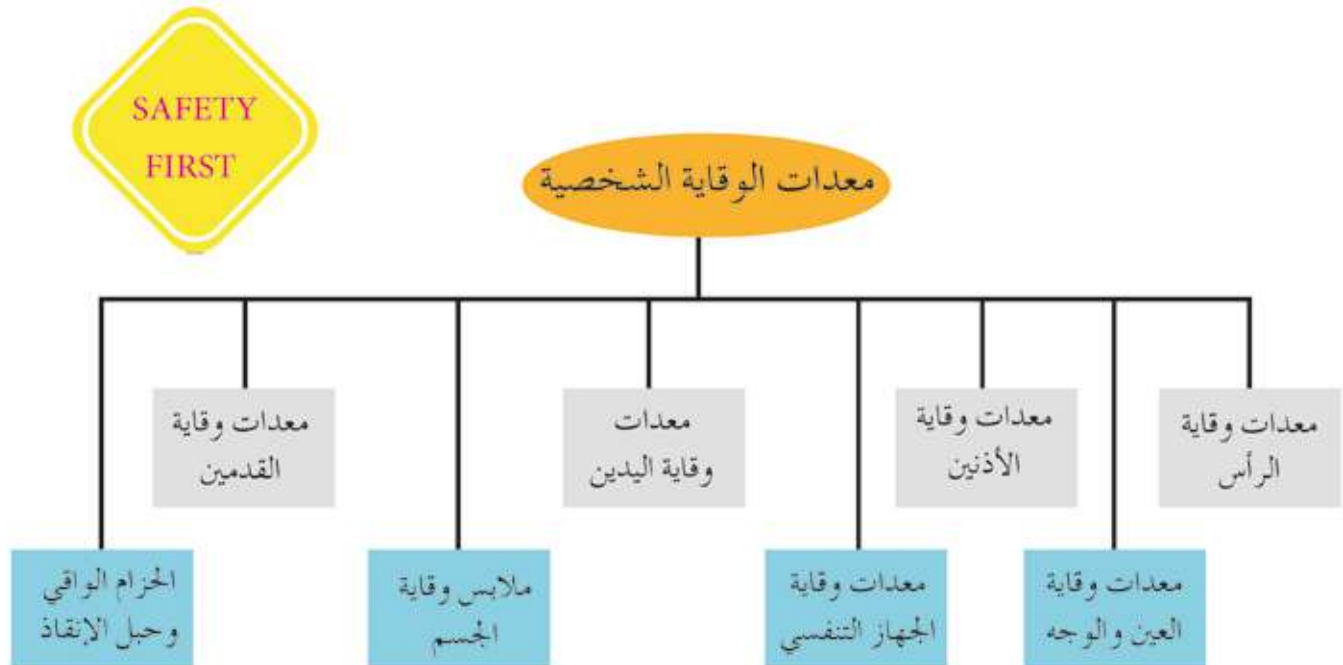 SAFETY
FIRST
معدات الوقاية الشخصية
معدات وقاية
الرأس
معدات وقاية
الأذنين
معدات
وقاية اليدين
معدات وقاية
القدمين
معدات وقاية
العين والوجه
معدات وقاية
الجهاز التنفسي
ملابس وقاية
الجسم
الحزام الواقي
وحبل الإنقاذ